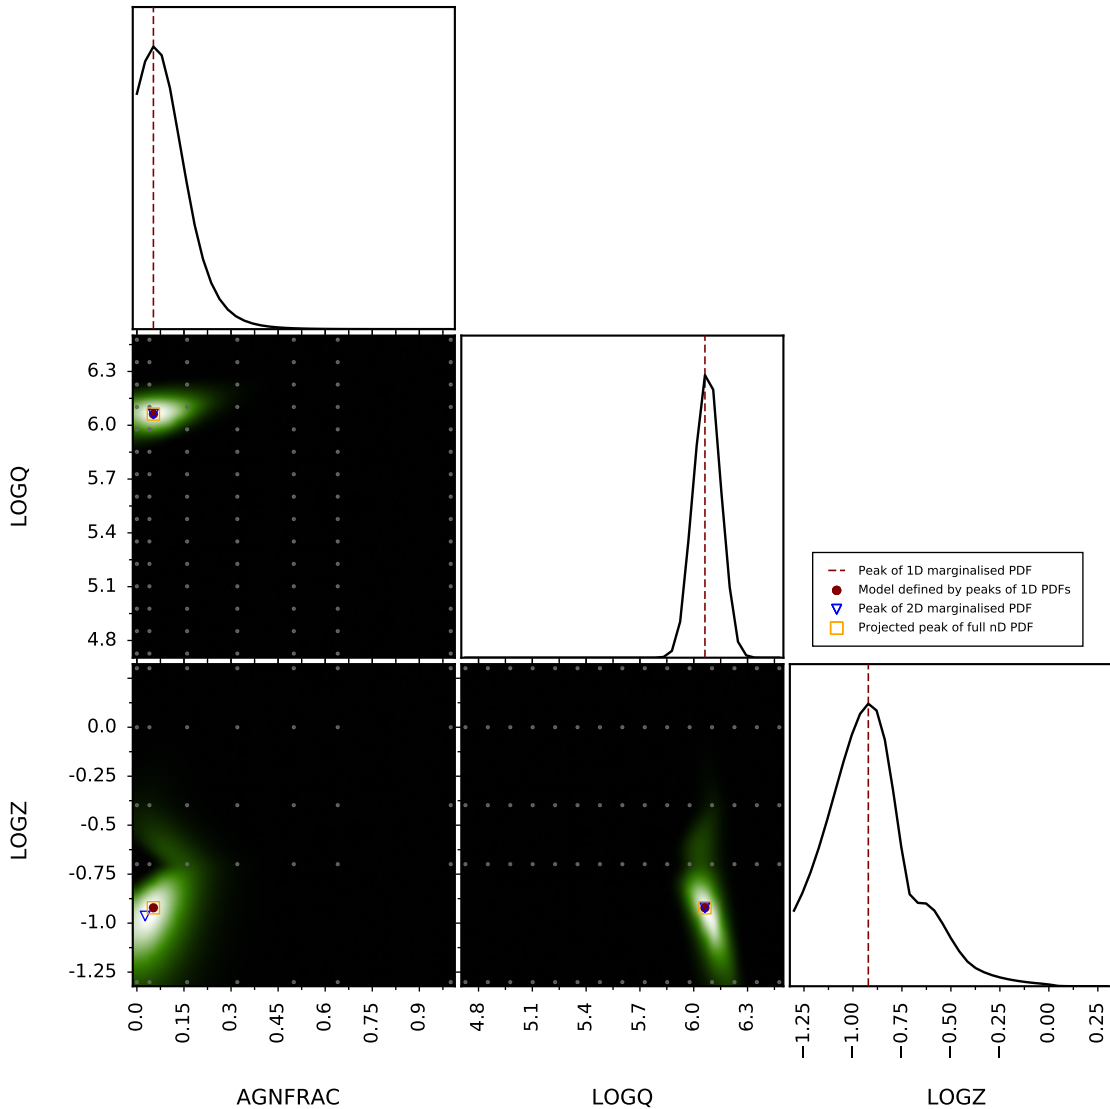 6.3
6.0
5.7
5.4
5.1
4.8
LOGQ
Peak of 1D marginalised PDF
Model defined by peaks of 1D PDFs
Peak of 2D marginalised PDF
Projected peak of full nD PDF
0.0
-0.25
-0.5
-0.75
-1.0
-1.25
LOGZ
0.0 0.15 0.3 0.45 0.6 0.75 0.9
4.8 5.1 5.4 5.7 6.0 6.3
−1.25 −1.00 −0.75 −0.50 −0.25 0.00 0.25
AGNFRAC LOGQ LOGZ